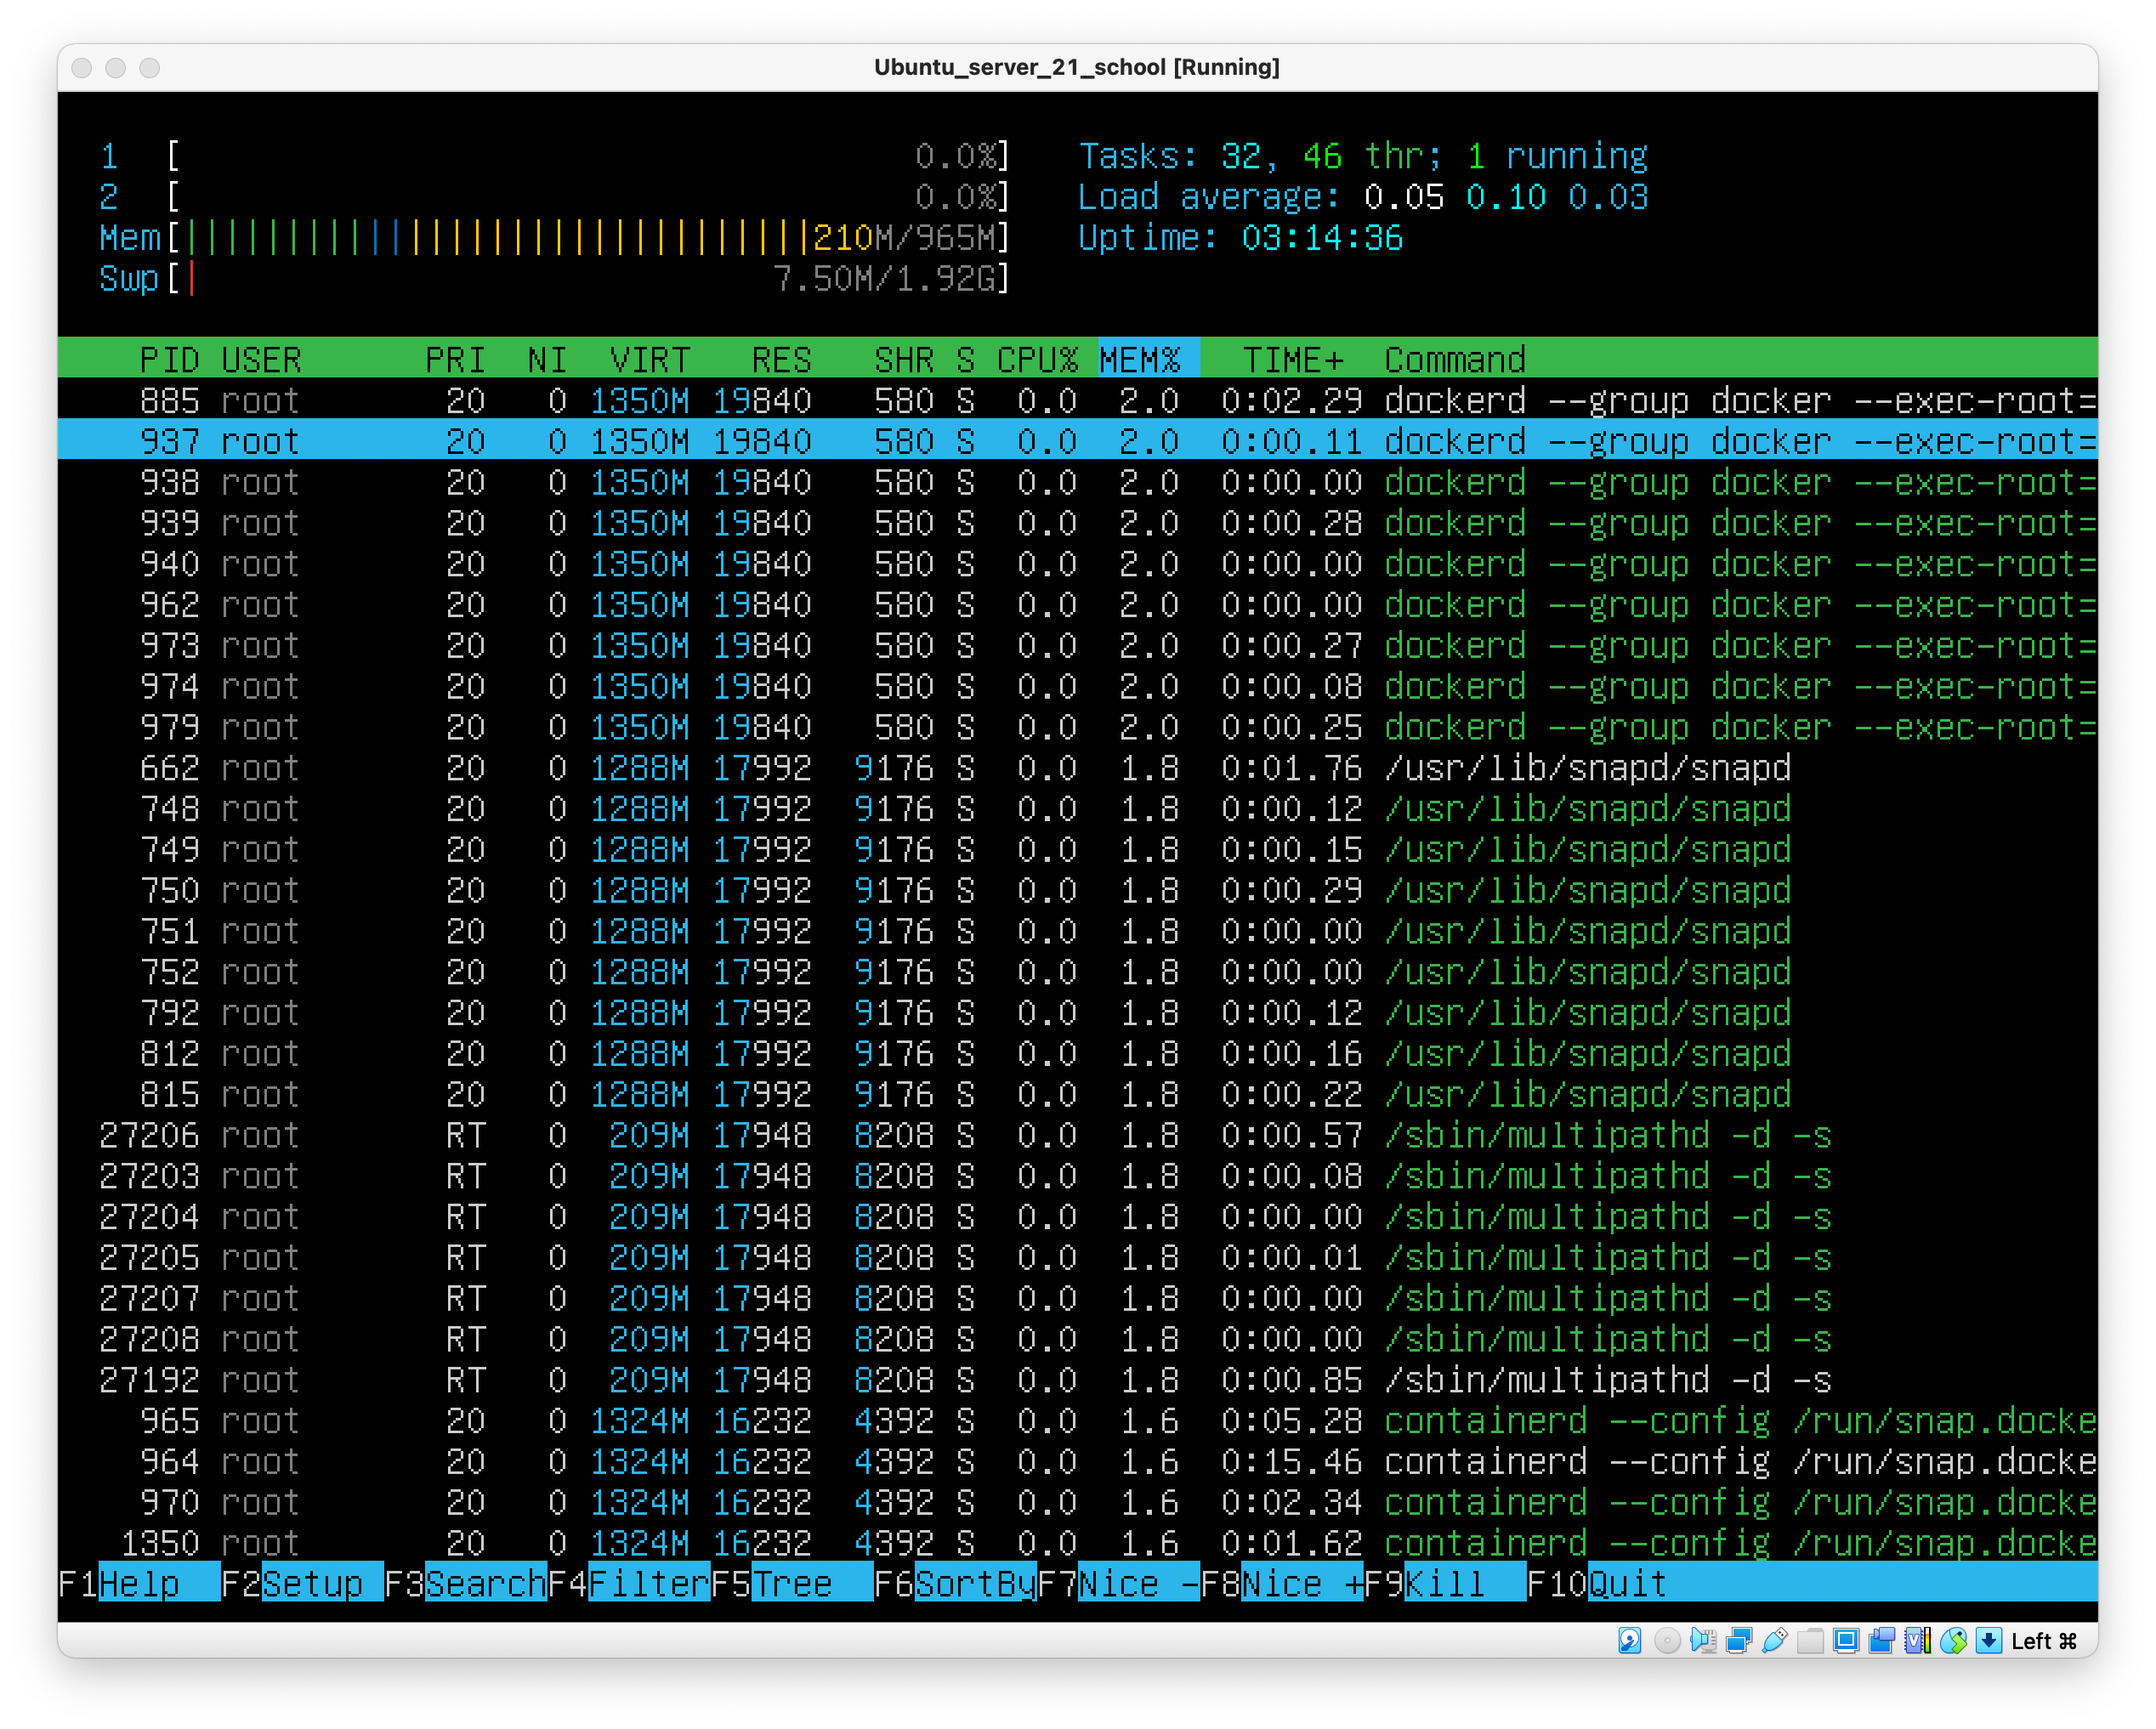 Ubuntu_server_21_school [Running]
1 [ 0.0%] Tasks: 32, 46 thr; 1 running
2 [ 0.0%] Load average: 0.05 0.10 0.03
Mem[|||||||||||||||||||||||||||||||210M/965M] Uptime: 03:14:36
Swp[| 7.50M/1.92G]
PID USER PRI NI VIRT RES SHR S CPU% MEM% TIME+ Command
885 root 20 0 1350M 19840 580 S 0.0 2.0 0:02.29 dockerd --group docker --exec-root=
937 root 20 0 1350M 19840 580 S 0.0 2.0 0:00.11 dockerd --group docker --exec-root=
938 root 20 0 1350M 19840 580 S 0.0 2.0 0:00.00 dockerd --group docker --exec-root=
939 root 20 0 1350M 19840 580 S 0.0 2.0 0:00.28 dockerd --group docker --exec-root=
940 root 20 0 1350M 19840 580 S 0.0 2.0 0:00.00 dockerd --group docker --exec-root=
962 root 20 0 1350M 19840 580 S 0.0 2.0 0:00.00 dockerd --group docker --exec-root=
973 root 20 0 1350M 19840 580 S 0.0 2.0 0:00.27 dockerd --group docker --exec-root=
974 root 20 0 1350M 19840 580 S 0.0 2.0 0:00.08 dockerd --group docker --exec-root=
979 root 20 0 1350M 19840 580 S 0.0 2.0 0:00.25 dockerd --group docker --exec-root=
662 root 20 0 1288M 17992 9176 S 0.0 1.8 0:01.76 /usr/lib/snapd/snapd
748 root 20 0 1288M 17992 9176 S 0.0 1.8 0:00.12 /usr/lib/snapd/snapd
749 root 20 0 1288M 17992 9176 S 0.0 1.8 0:00.15 /usr/lib/snapd/snapd
750 root 20 0 1288M 17992 9176 S 0.0 1.8 0:00.29 /usr/lib/snapd/snapd
751 root 20 0 1288M 17992 9176 S 0.0 1.8 0:00.00 /usr/lib/snapd/snapd
752 root 20 0 1288M 17992 9176 S 0.0 1.8 0:00.00 /usr/lib/snapd/snapd
792 root 20 0 1288M 17992 9176 S 0.0 1.8 0:00.12 /usr/lib/snapd/snapd
812 root 20 0 1288M 17992 9176 S 0.0 1.8 0:00.16 /usr/lib/snapd/snapd
815 root 20 0 1288M 17992 9176 S 0.0 1.8 0:00.22 /usr/lib/snapd/snapd
27206 root RT 0 209M 17948 8208 S 0.0 1.8 0:00.57 /sbin/multipathd -d -s
27203 root RT 0 209M 17948 8208 S 0.0 1.8 0:00.08 /sbin/multipathd -d -s
27204 root RT 0 209M 17948 8208 S 0.0 1.8 0:00.00 /sbin/multipathd -d -s
27205 root RT 0 209M 17948 8208 S 0.0 1.8 0:00.01 /sbin/multipathd -d -s
27207 root RT 0 209M 17948 8208 S 0.0 1.8 0:00.00 /sbin/multipathd -d -s
27208 root RT 0 209M 17948 8208 S 0.0 1.8 0:00.00 /sbin/multipathd -d -s
27192 root RT 0 209M 17948 8208 S 0.0 1.8 0:00.85 /sbin/multipathd -d -s
965 root 20 0 1324M 16232 4392 S 0.0 1.6 0:05.28 containerd --config /run/snap.docke
964 root 20 0 1324M 16232 4392 S 0.0 1.6 0:15.46 containerd --config /run/snap.docke
970 root 20 0 1324M 16232 4392 S 0.0 1.6 0:02.34 containerd --config /run/snap.docke
1350 root 20 0 1324M 16232 4392 S 0.0 1.6 0:01.62 containerd --config /run/snap.docke
F1Help F2Setup F3SearchF4FilterF5Tree F6SortByF7Nice -F8Nice +F9Kill F10Quit
Left ⌘